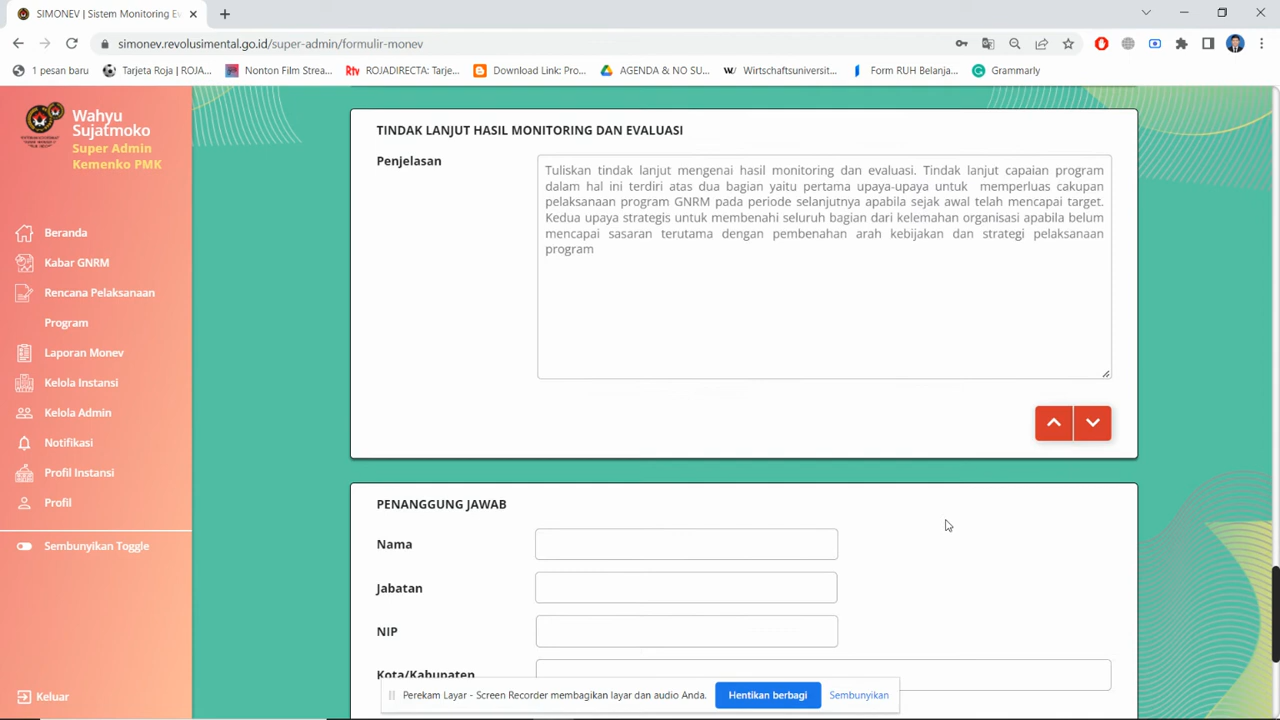 SIMONEV | Sistem Monitoring Ev
simonev.revolusimental.go.id/super-admin/formulir-monev
1 pesan baru
Tarjeta Roja | ROJA...
Nonton Film Strea...
Rtv ROJADIRECTA: Tarje...
Download Link: Pro...
AGENDA & NO SU...
Wirtschaftsuniversit...
Form RUH Belanja...
Grammarly
Wahyu
Sujatmoko
Super Admin
Kemenko PMK
Beranda
Kabar GNRM
Rencana Pelaksanaan
Program
Laporan Monev
Kelola Instansi
Kelola Admin
Notifikasi
Profil Instansi
Profil
Sembunyikan Toggle
Keluar
TINDAK LANJUT HASIL MONITORING DAN EVALUASI
Penjelasan
Tuliskan tindak lanjut mengenai hasil monitoring dan evaluasi. Tindak lanjut capaian program
dalam hal ini terdiri atas dua bagian yaitu pertama upaya-upaya untuk memperluas cakupan
pelaksanaan program GNRM pada periode selanjutnya apabila sejak awal telah mencapai target.
Kedua upaya strategis untuk membenahi seluruh bagian dari kelemahan organisasi apabila belum
mencapai sasaran terutama dengan pembenahan arah kebijakan dan strategi pelaksanaan
program
PENANGGUNG JAWAB
Nama
Jabatan
NIP
Kota/Kabupaten
Perekam Layar - Screen Recorder membagikan layar dan audio Anda.
Hentikan berbagi
Sembunyikan